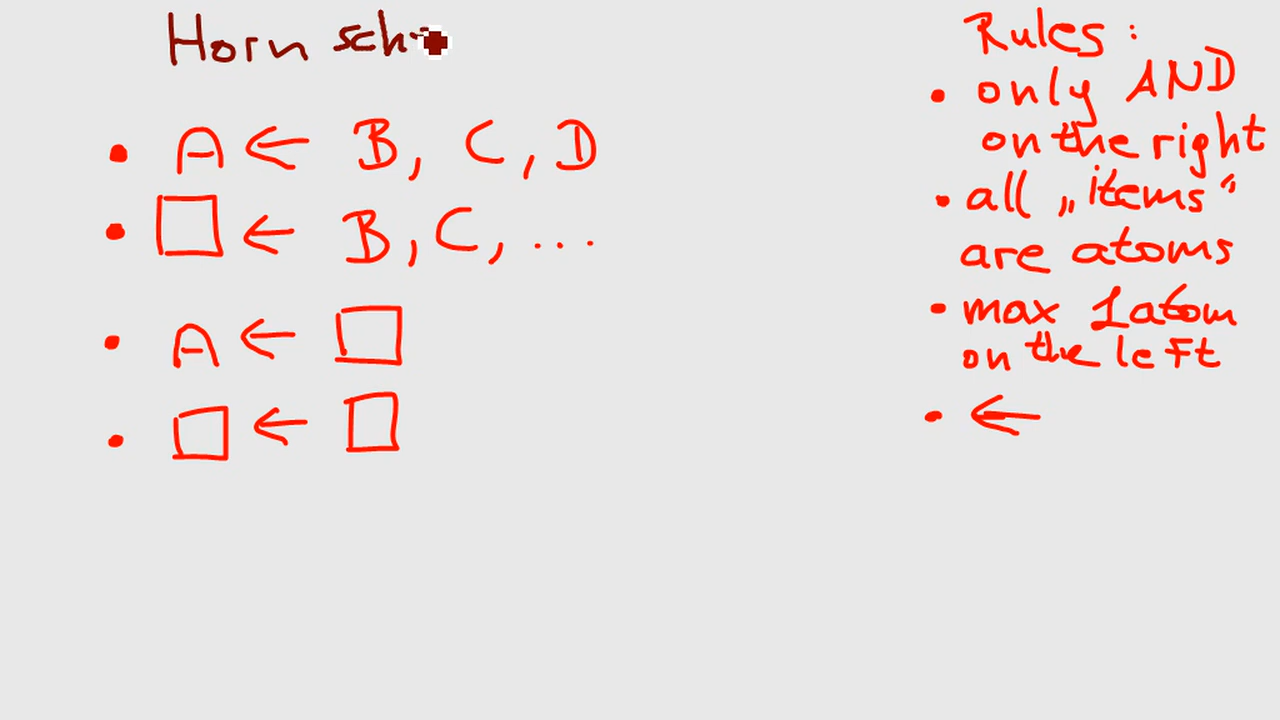 Horn sch
• A ← B, C, D
• □ ← B, C, ...
• A ← □
• □ ← □
Rules:
• only AND
on the right
• all „items“
are atoms
• max 1 atom
on the left
• ←